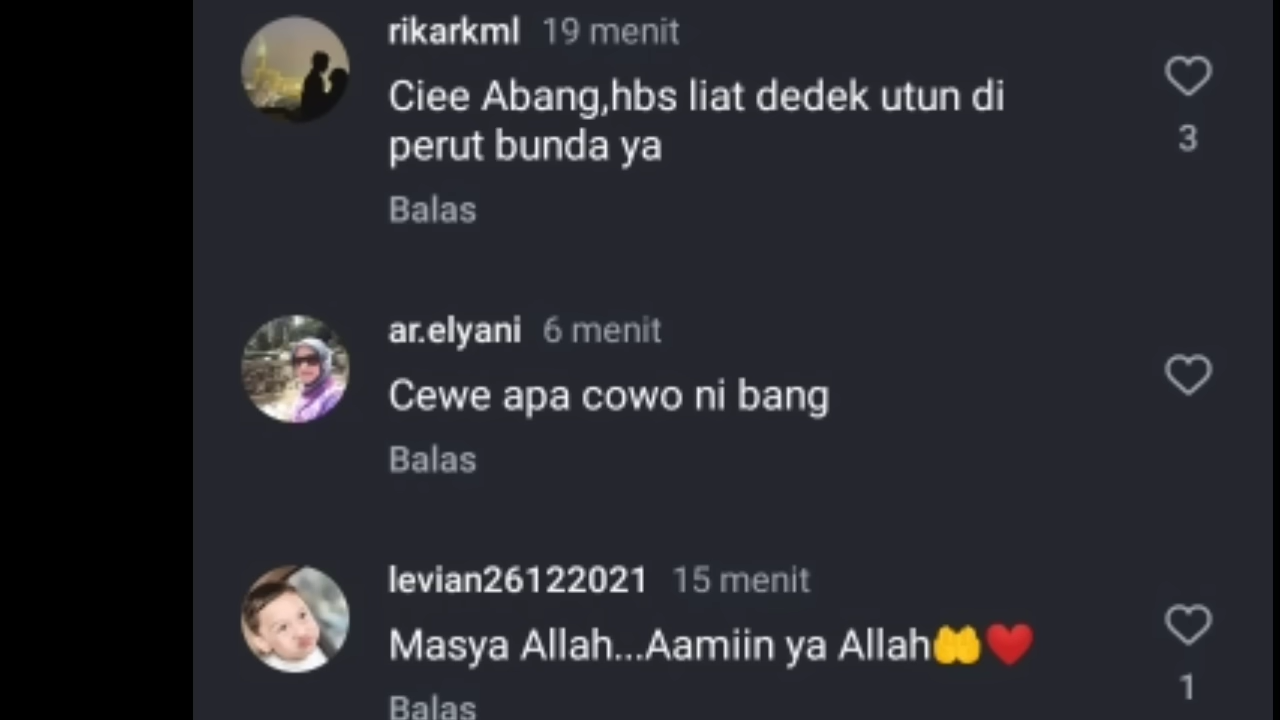 rikarkml 19 menit
Ciee Abang,hbs liat dedek utun di
perut bunda ya
3
Balas
ar.elyani 6 menit
Cewe apa cowo ni bang
Balas
levian26122021 15 menit
Masya Allah...Aamiin ya Allah🤲❤️
1
Balas